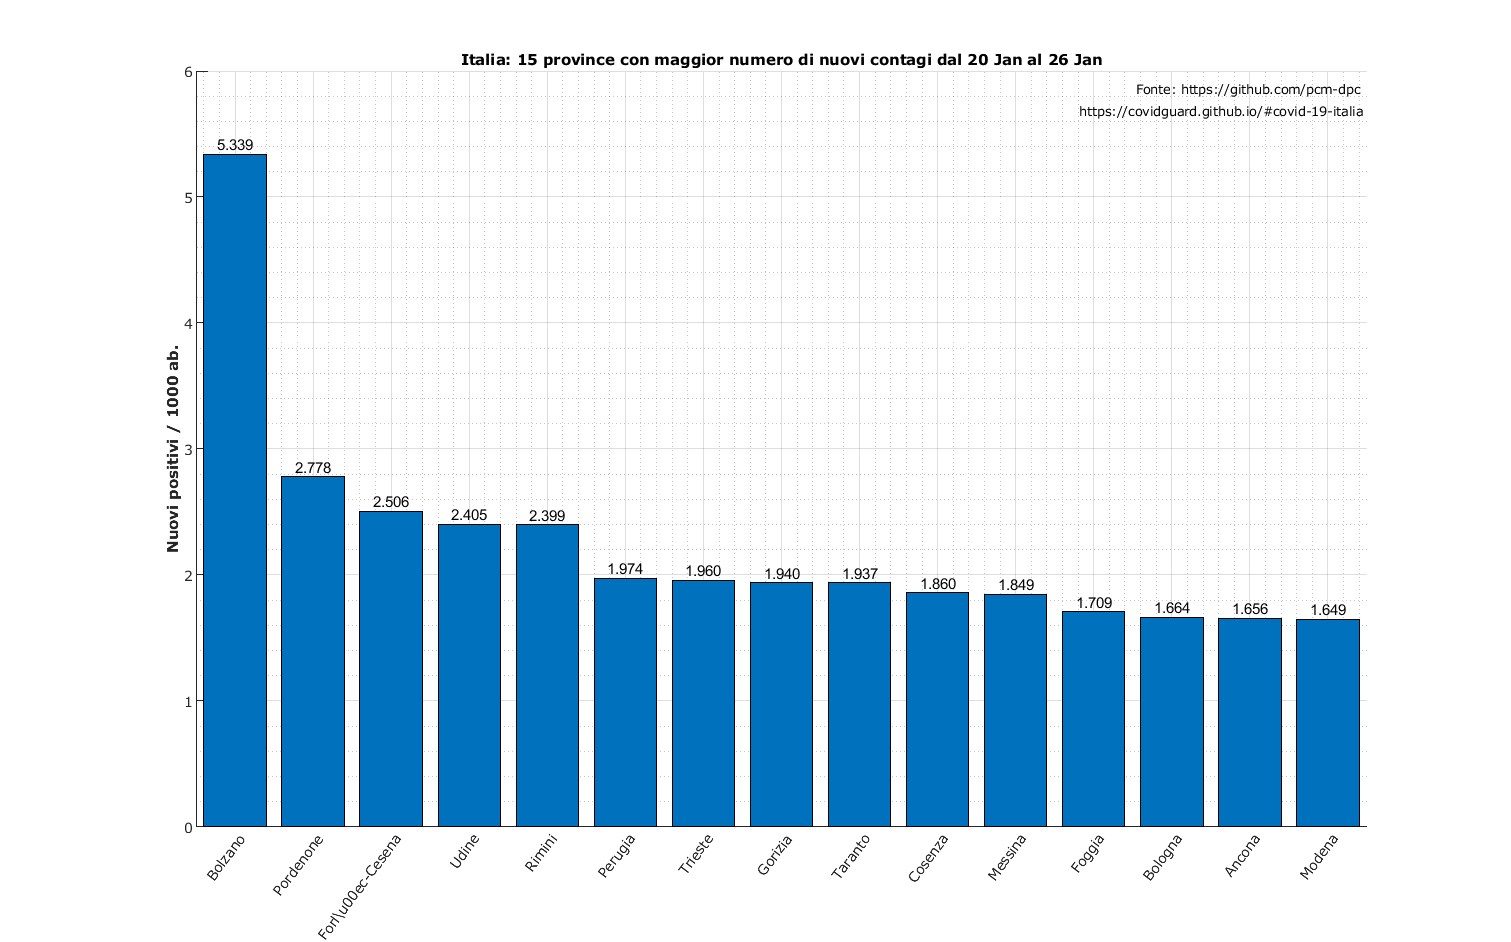 Italia: 15 province con maggior numero di nuovi contagi dal 20 Jan al 26 Jan
Fonte: https://github.com/pcm-dpc
https://covidguard.github.io/#covid-19-italia
Nuovi positivi / 1000 ab.
6
5
4
3
2
1
0
5.339
2.778
2.506
2.405
2.399
1.974
1.960
1.940
1.937
1.860
1.849
1.709
1.664
1.656
1.649
Bolzano
Pordenone
Forl\u00ec-Cesena
Udine
Rimini
Perugia
Trieste
Gorizia
Taranto
Cosenza
Messina
Foggia
Bologna
Ancona
Modena